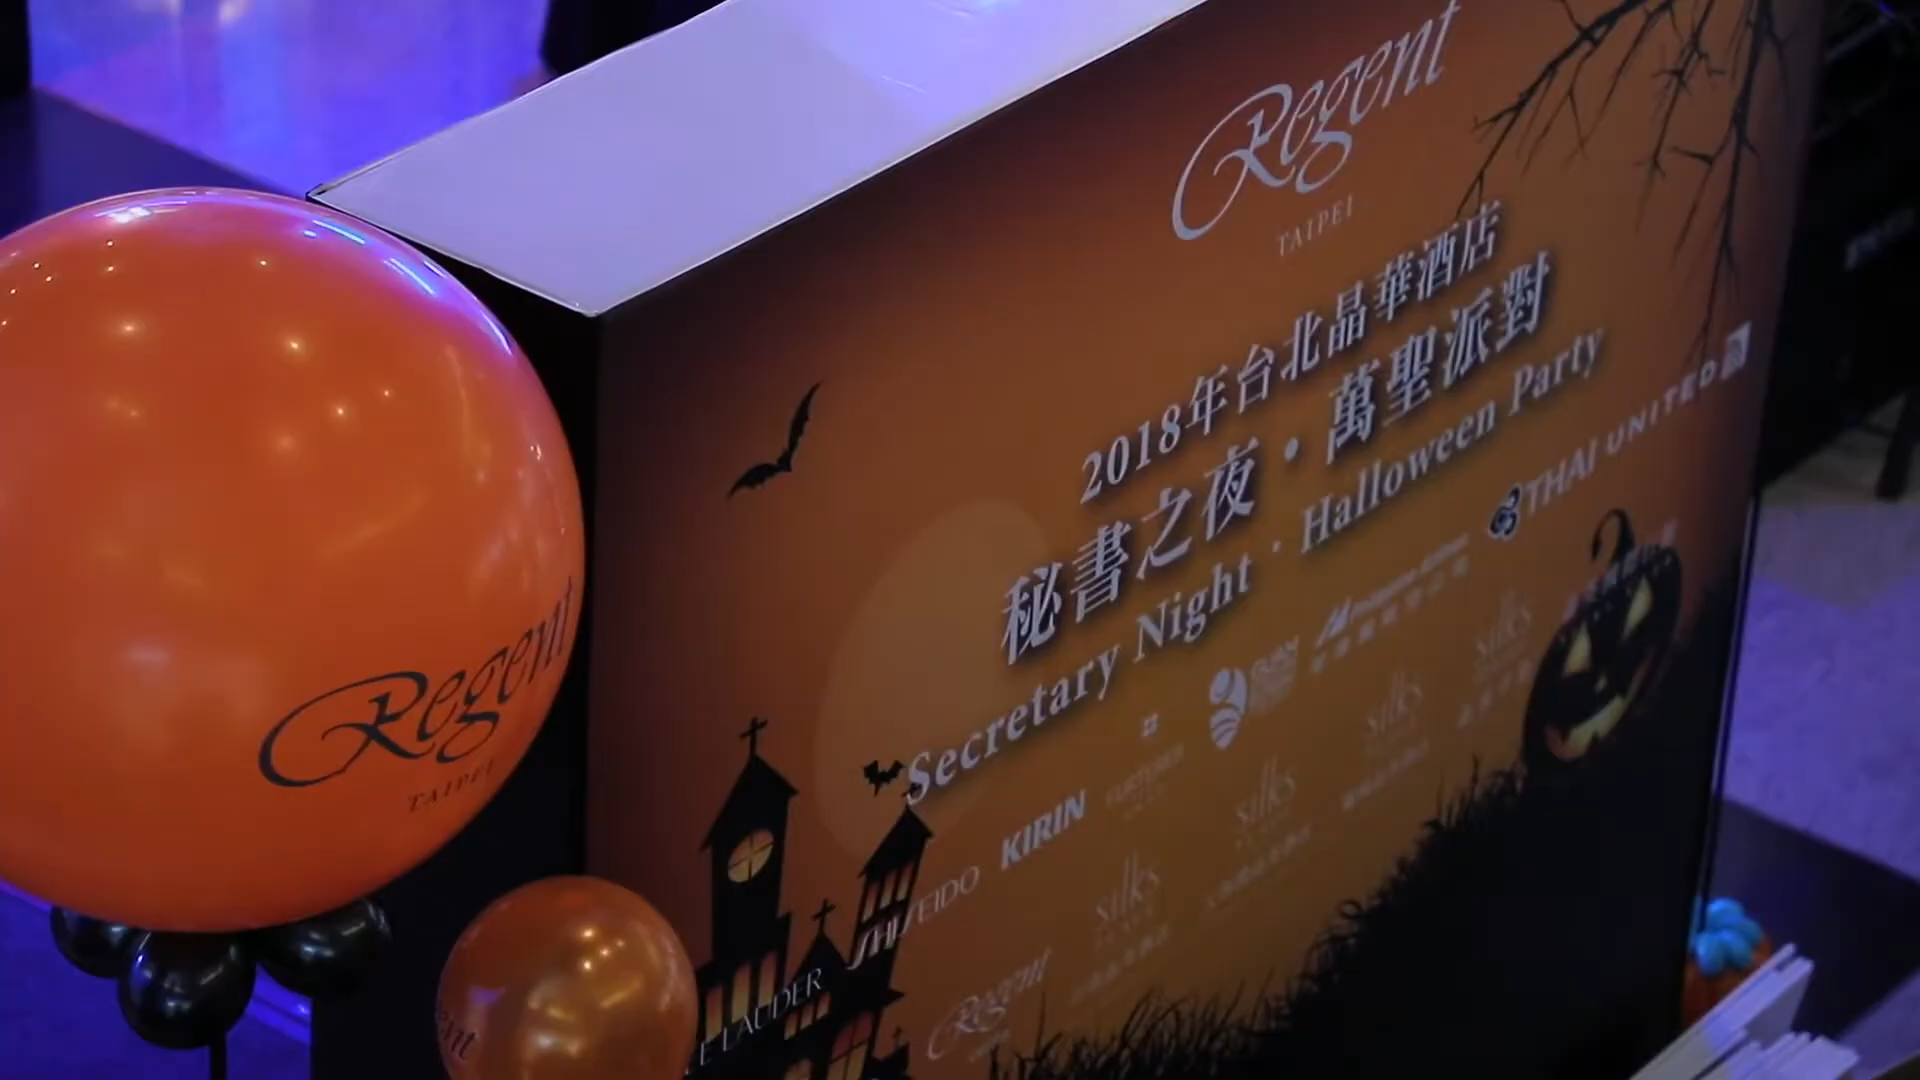 Regent
TAIPEI
2018年台北晶華酒店
秘書之夜・萬聖派對
Secretary Night · Halloween Party
THAI UNITED
KIRIN
SHISEIDO
E LAUDER
silks
silks
silks
silks
Regent
Regent
TAIPEI
ent